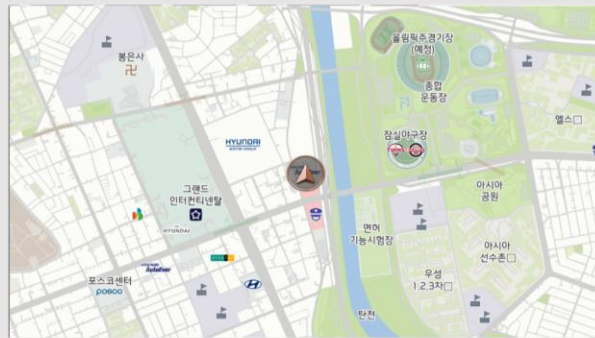 올림픽주경기장
(예정)
봉은사
종합
운동장
엘스
HYUNDAI
MOTOR GROUP
잠실야구장
그랜드
인터컨티넨탈
아시아
공원
HYUNDAI
면허
기능시험장
아시아
선수촌
AutoEver
포스코센터
posco
우성
1,2,3차
탄천